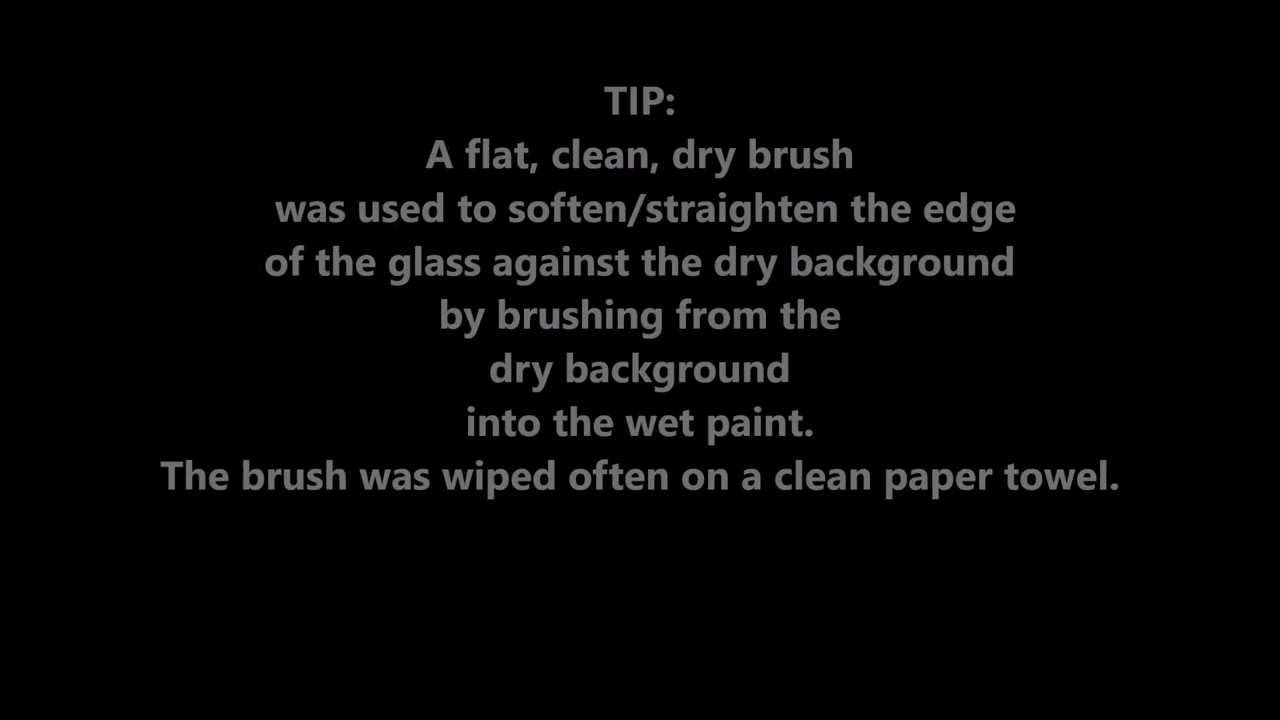 TIP:
A flat, clean, dry brush
was used to soften/straighten the edge
of the glass against the dry background
by brushing from the
dry background
into the wet paint.
The brush was wiped often on a clean paper towel.